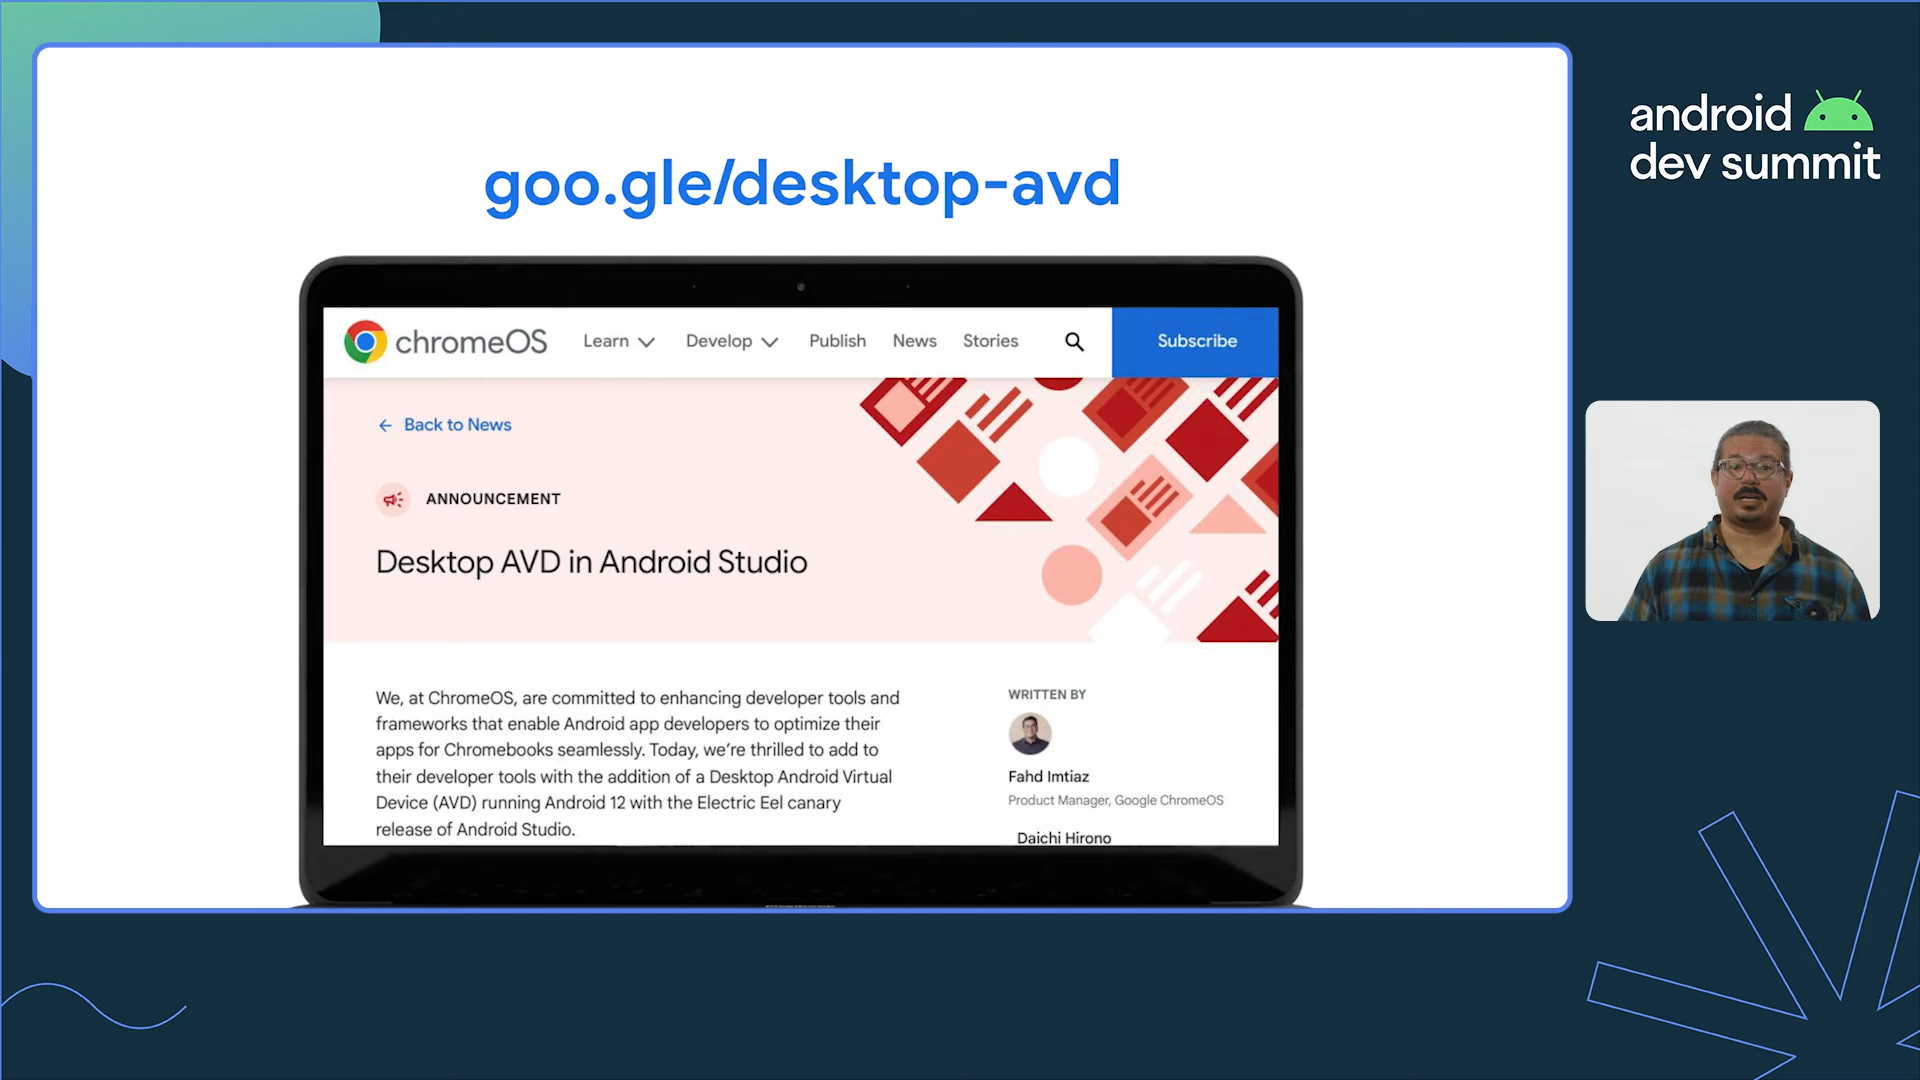 goo.gle/desktop-avd
android
dev summit
chromeOS
Learn
Develop
Publish
News
Stories
Subscribe
← Back to News
ANNOUNCEMENT
Desktop AVD in Android Studio
We, at ChromeOS, are committed to enhancing developer tools and
frameworks that enable Android app developers to optimize their
apps for Chromebooks seamlessly. Today, we’re thrilled to add to
their developer tools with the addition of a Desktop Android Virtual
Device (AVD) running Android 12 with the Electric Eel canary
release of Android Studio.
WRITTEN BY
Fahd Imtiaz
Product Manager, Google ChromeOS
Daichi Hirono